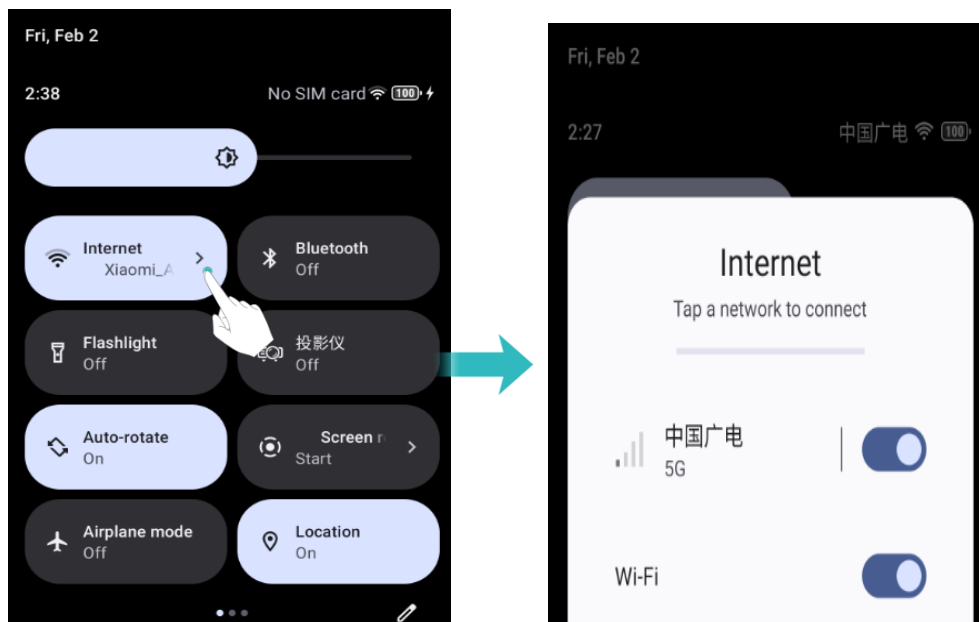 Fri, Feb 2
2:38
No SIM card 100
Internet
Xiaomi_A
Bluetooth
Off
Flashlight
Off
投影仪
Off
Auto-rotate
On
Screen r
Start
Airplane mode
Off
Location
On
Fri, Feb 2
2:27
中国广电 100
Internet
Tap a network to connect
中国广电
5G
Wi-Fi